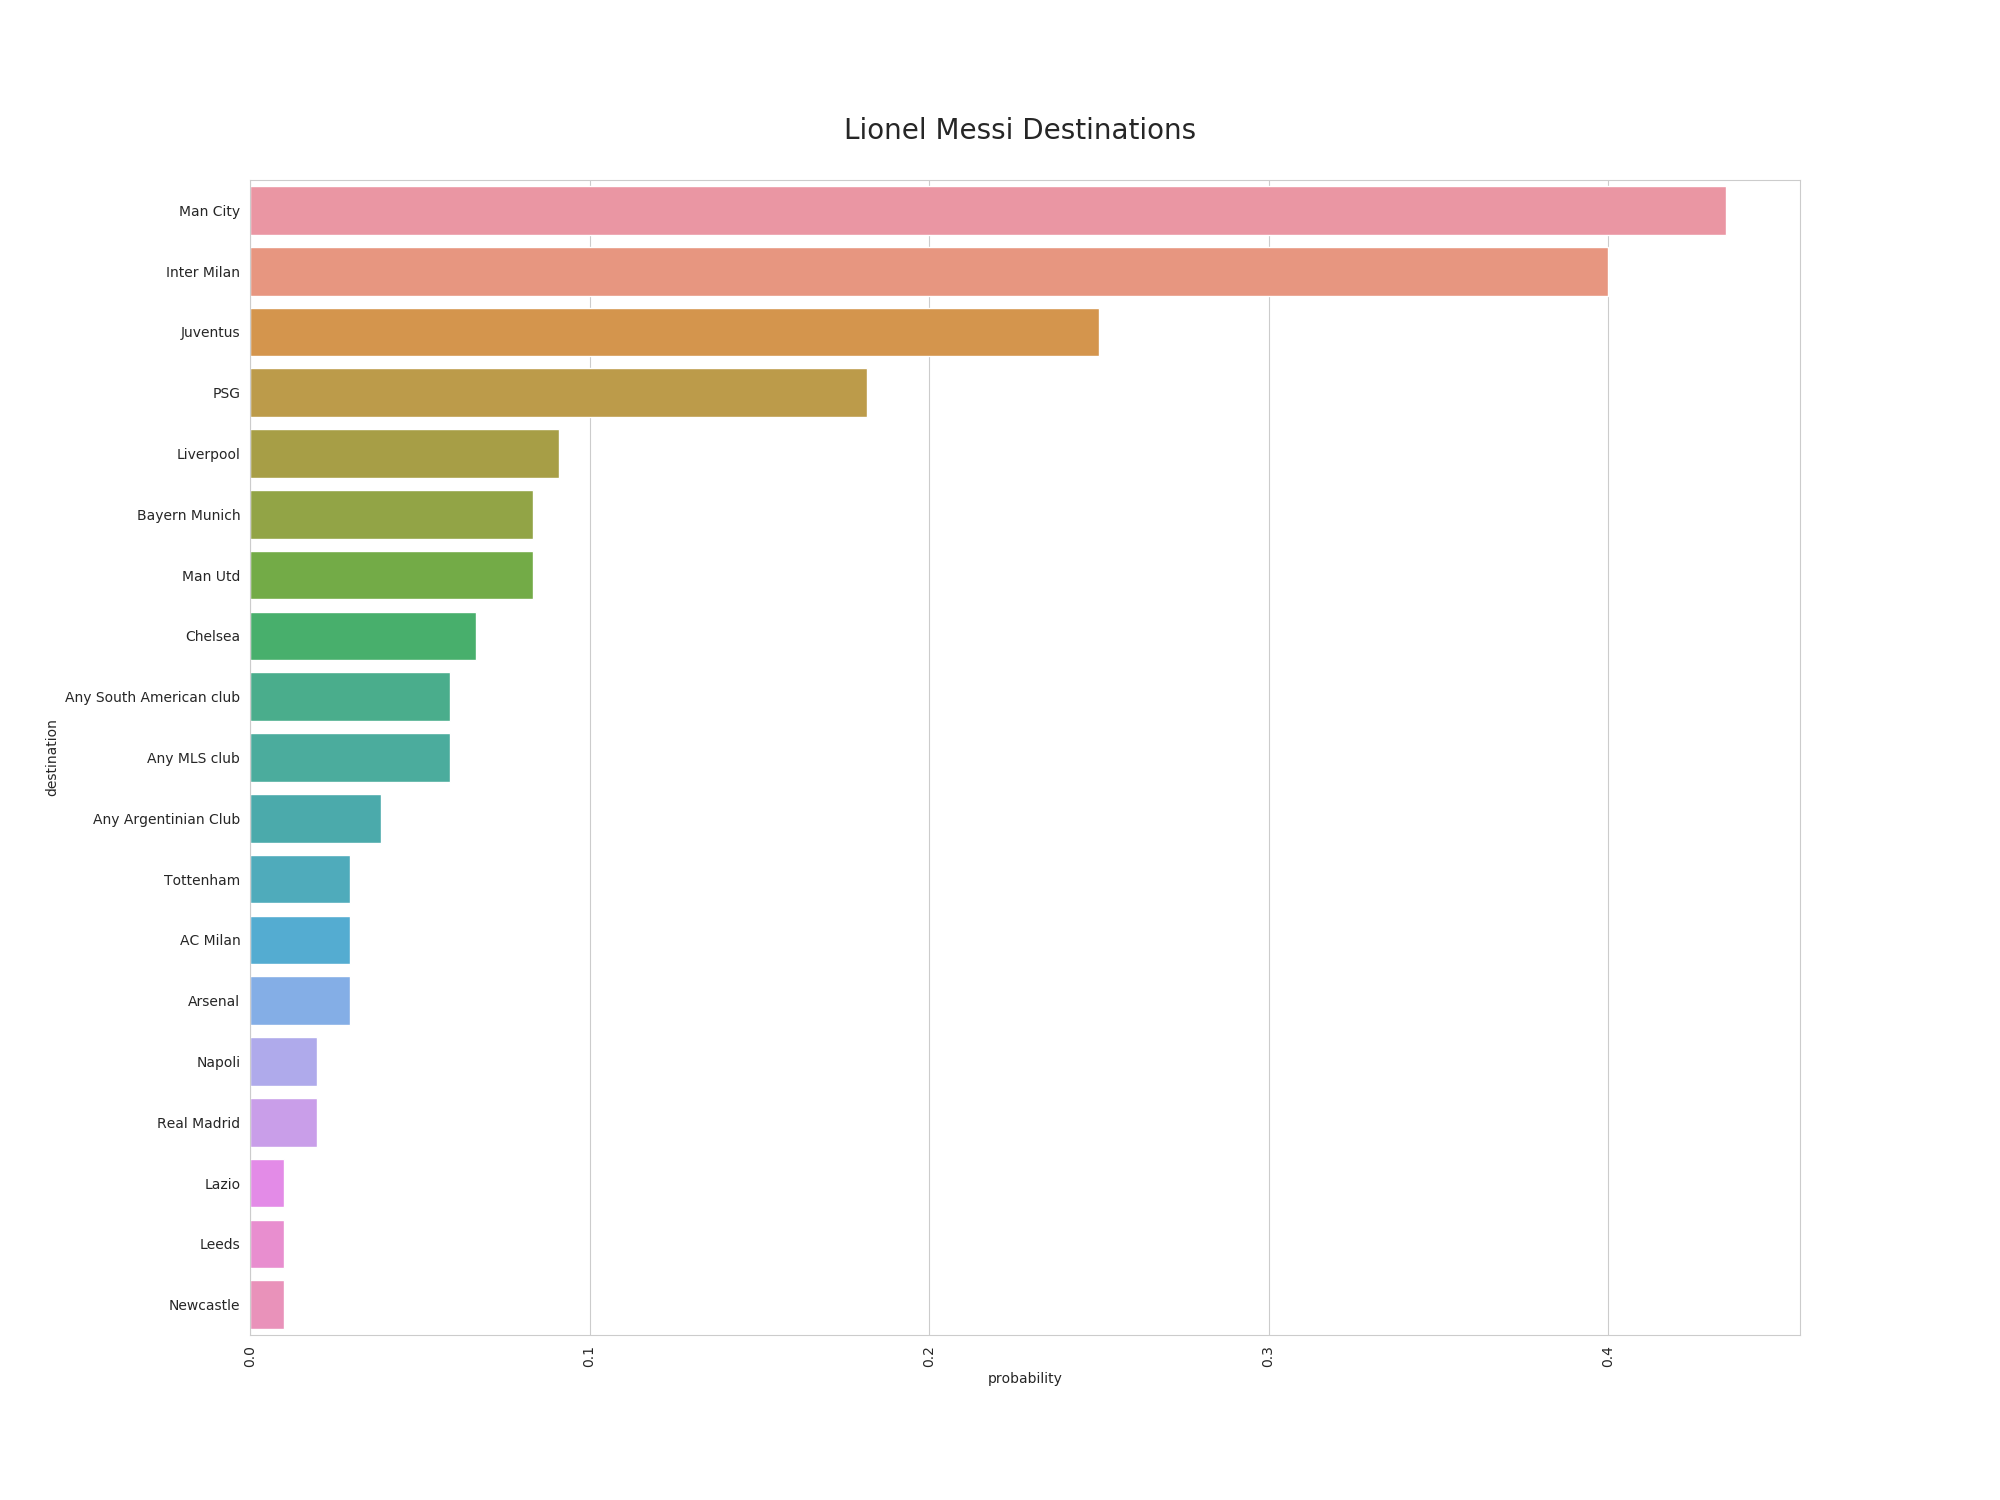 Lionel Messi Destinations
Man City
Inter Milan
Juventus
PSG
Liverpool
Bayern Munich
Man Utd
Chelsea
Any South American club
Any MLS club
Any Argentinian Club
Tottenham
AC Milan
Arsenal
Napoli
Real Madrid
Lazio
Leeds
Newcastle
destination
0.0
0.1
0.2
0.3
0.4
probability